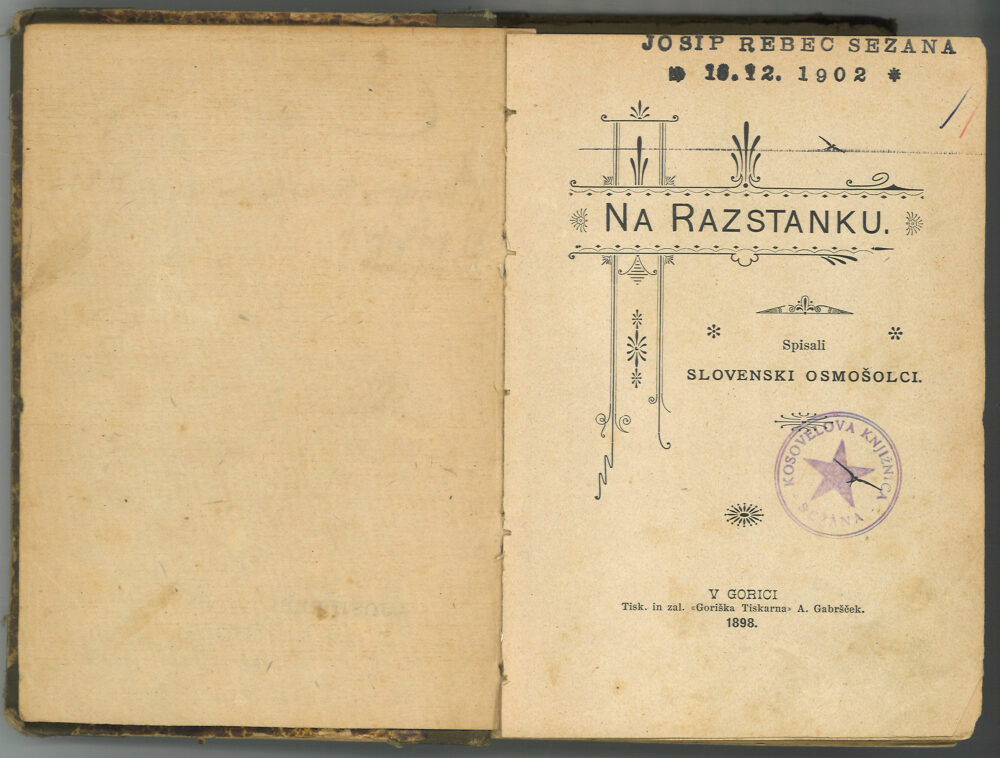 JOSIP REBEC SEZANA
* 18.12. 1902 *
NA RAZSTANKU.
Spisali
SLOVENSKI OSMOŠOLCI.
KOSOVELOVA KNJIŽNICA
SEŽANA
V GORICI
Tisk. in zal. «Goriška Tiskarna» A. Gabršček.
1898.